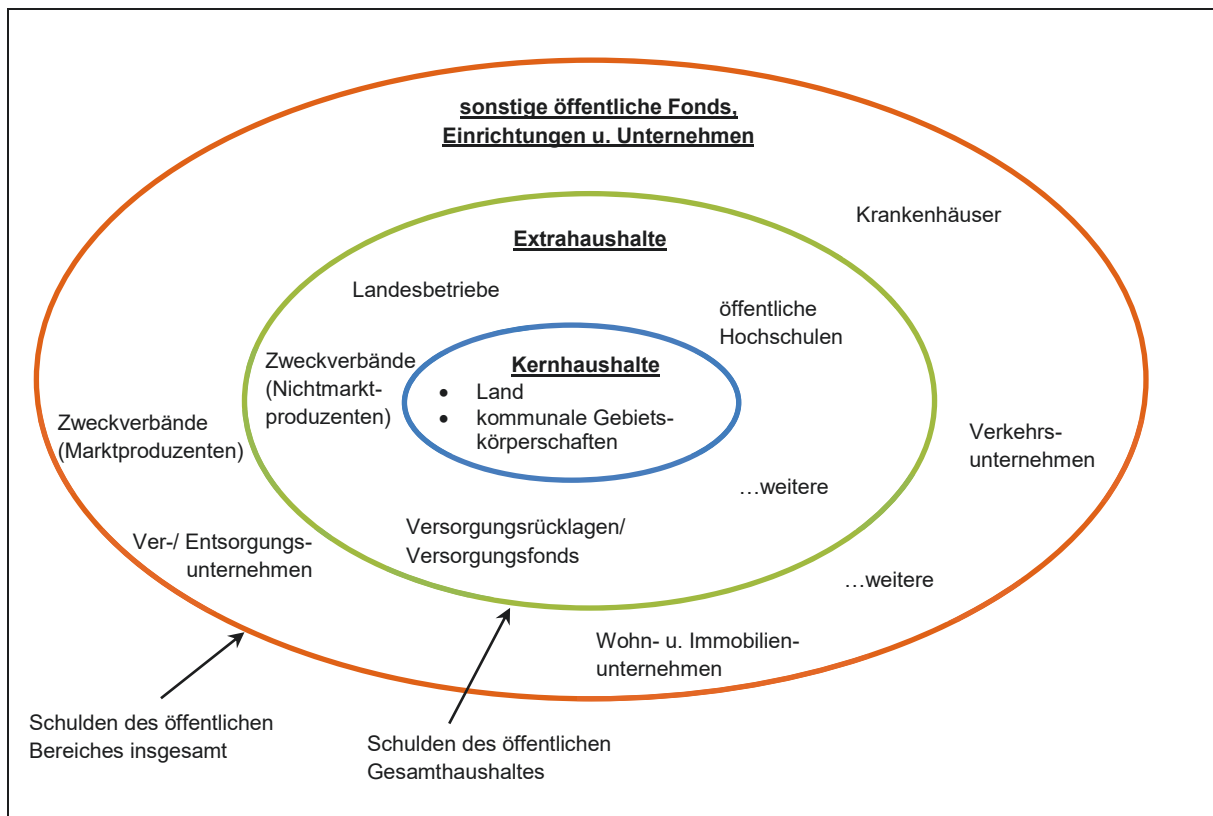 sonstige öffentliche Fonds,
Einrichtungen u. Unternehmen
Krankenhäuser
Extrahaushalte
Landesbetriebe
öffentliche
Hochschulen
Zweckverbände
(Nichtmarkt-
produzenten)
Kernhaushalte
• Land
• kommunale Gebiets-
körperschaften
Zweckverbände
(Marktproduzenten)
Verkehrs-
unternehmen
…weitere
Versorgungsrücklagen/
Versorgungsfonds
Ver-/ Entsorgungs-
unternehmen
…weitere
Wohn- u. Immobilien-
unternehmen
Schulden des öffentlichen
Bereiches insgesamt
Schulden des öffentlichen
Gesamthaushaltes